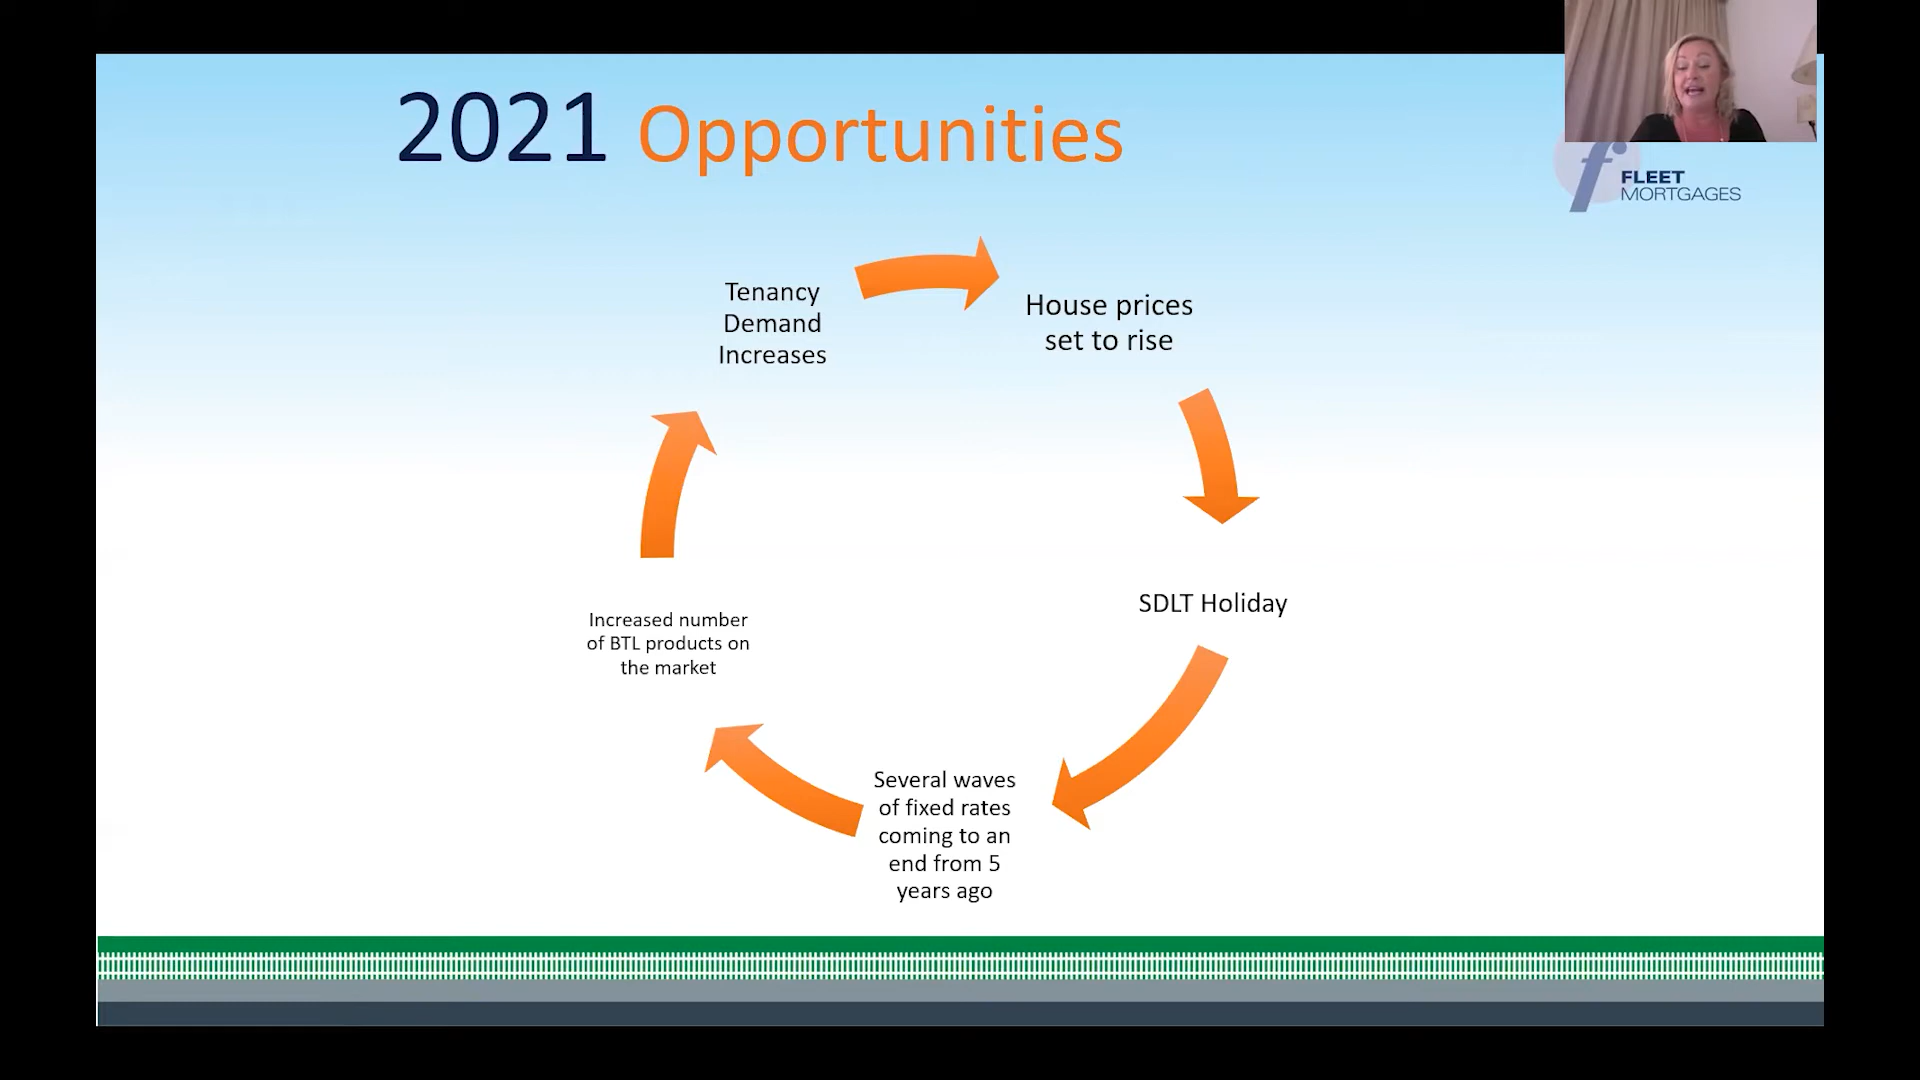 2021 Opportunities
FLEET
MORTGAGES
Tenancy
Demand
Increases
House prices
set to rise
SDLT Holiday
Several waves
of fixed rates
coming to an
end from 5
years ago
Increased number
of BTL products on
the market